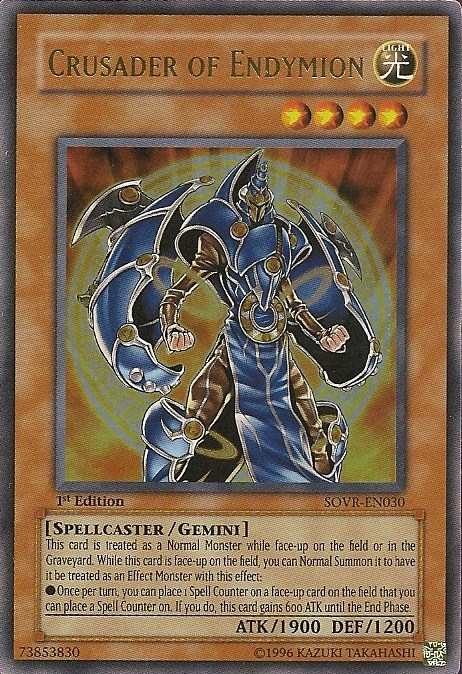 CRUSADER OF ENDYMION
LIGHT
光
1st Edition
SOVR-EN030
[SPELLCASTER/GEMINI]
This card is treated as a Normal Monster while face-up on the field or in the
Graveyard. While this card is face-up on the field, you can Normal Summon it to have
it be treated as an Effect Monster with this effect:
●Once per turn, you can place 1 Spell Counter on a face-up card on the field that you
can place a Spell Counter on. If you do, this card gains 600 ATK until the End Phase.
ATK/1900 DEF/1200
73853830
©1996 KAZUKI TAKAHASHI